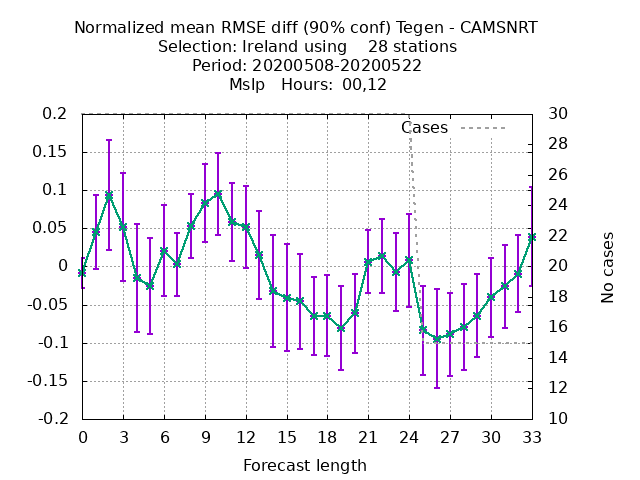 Normalized mean RMSE diff (90% conf) Tegen - CAMSNRT
Selection: Ireland using    28 stations
Period: 20200508-20200522
Mslp   Hours: 00,12
Cases
0.2
0.15
0.1
0.05
0
-0.05
-0.1
-0.15
-0.2
30
28
26
24
22
20
18
16
14
12
10
No cases
0 3 6 9 12 15 18 21 24 27 30 33
Forecast length